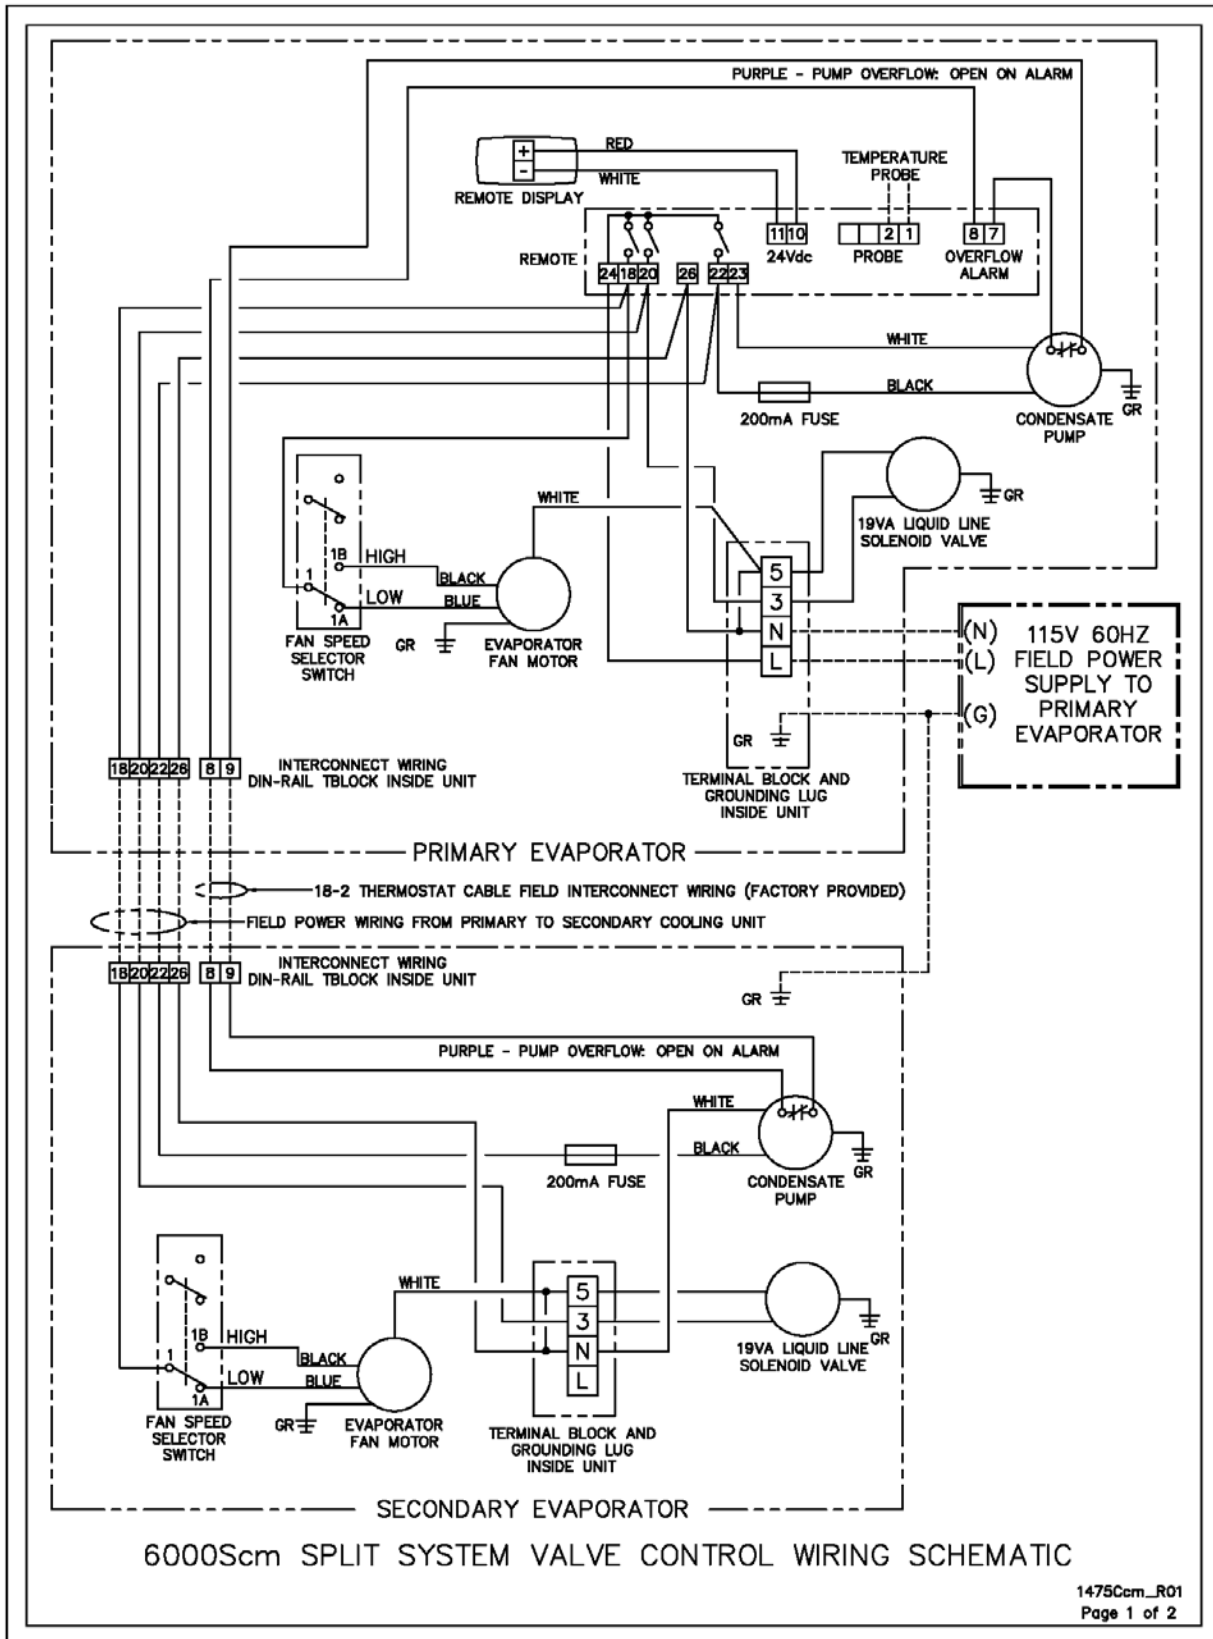 PURPLE - PUMP OVERFLOW: OPEN ON ALARM
+
-
RED
WHITE
REMOTE DISPLAY
TEMPERATURE
PROBE
REMOTE
11 10
24Vdc
2 1
PROBE
8 7
OVERFLOW
ALARM
24 18 20 26 22 23
WHITE
BLACK
200mA FUSE
GR
CONDENSATE
PUMP
WHITE
GR
19VA LIQUID LINE
SOLENOID VALVE
1B
HIGH
BLACK
1
LOW
BLUE
1A
FAN SPEED
SELECTOR
SWITCH
GR
EVAPORATOR
FAN MOTOR
5
3
N
L
(N)
(L)
(G)
115V 60HZ
FIELD POWER
SUPPLY TO
PRIMARY
EVAPORATOR
GR
TERMINAL BLOCK AND
GROUNDING LUG
INSIDE UNIT
18 20 22 26 8 9
INTERCONNECT WIRING
DIN-RAIL TBLOCK INSIDE UNIT
PRIMARY EVAPORATOR
18-2 THERMOSTAT CABLE FIELD INTERCONNECT WIRING (FACTORY PROVIDED)
FIELD POWER WIRING FROM PRIMARY TO SECONDARY COOLING UNIT
18 20 22 26 8 9
INTERCONNECT WIRING
DIN-RAIL TBLOCK INSIDE UNIT
GR
PURPLE - PUMP OVERFLOW: OPEN ON ALARM
WHITE
BLACK
200mA FUSE
GR
CONDENSATE
PUMP
WHITE
5
3
N
L
GR
19VA LIQUID LINE
SOLENOID VALVE
1B
HIGH
BLACK
1
LOW
BLUE
1A
FAN SPEED
SELECTOR
SWITCH
GR
EVAPORATOR
FAN MOTOR
TERMINAL BLOCK AND
GROUNDING LUG
INSIDE UNIT
SECONDARY EVAPORATOR
6000Scm SPLIT SYSTEM VALVE CONTROL WIRING SCHEMATIC
1475Ccm_R01
Page 1 of 2